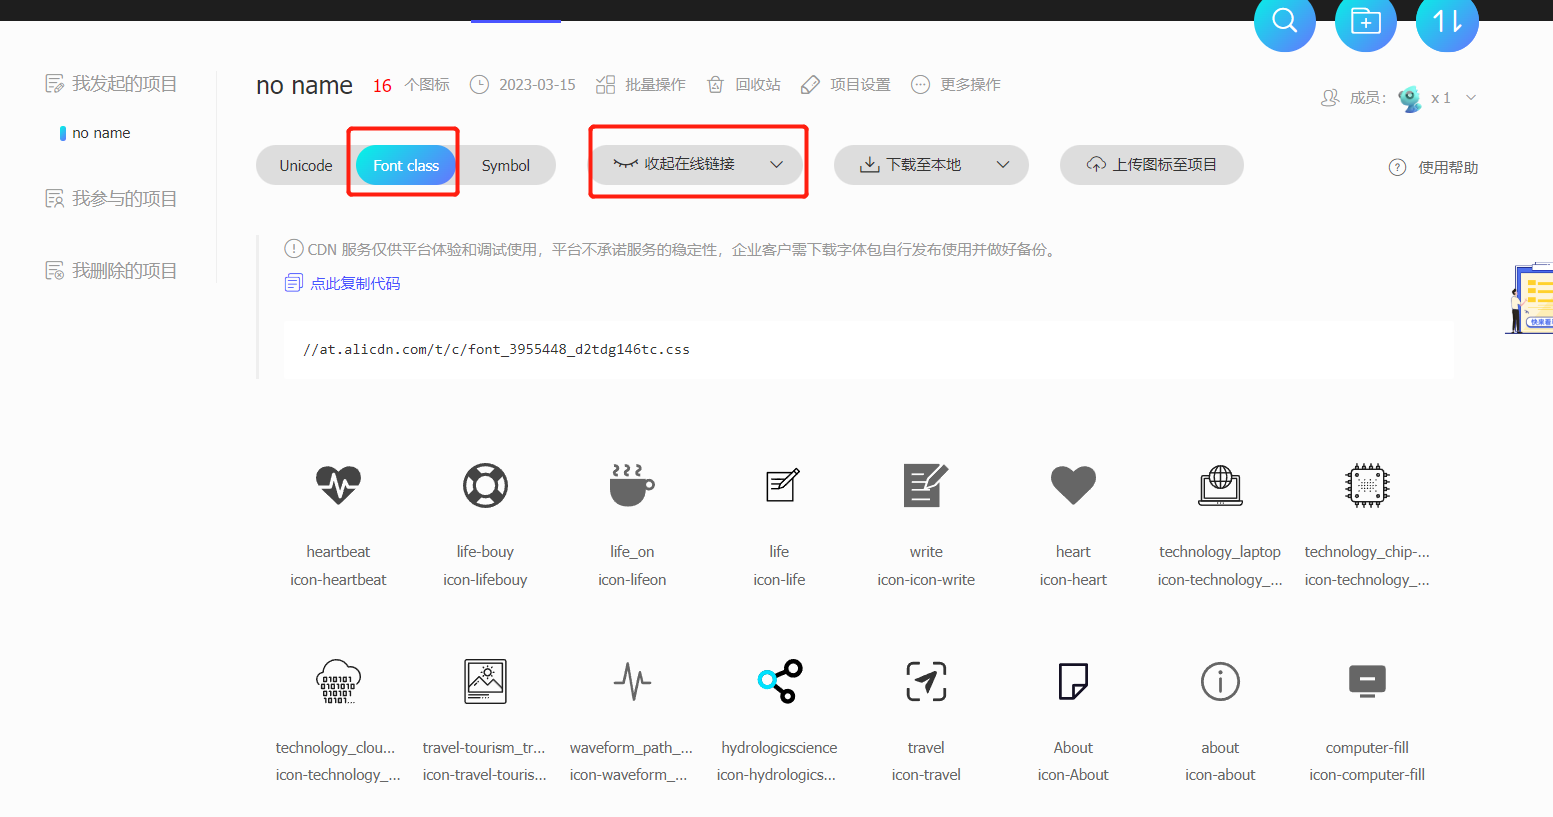 我发起的项目
no name
我参与的项目
我删除的项目
no name 16 个图标 2023-03-15 批量操作 回收站 项目设置 更多操作
成员： x 1
Unicode Font class Symbol 收起在线链接 下载至本地 上传图标至项目 使用帮助
CDN 服务仅供平台体验和调试使用，平台不承诺服务的稳定性，企业客户需下载字体包自行发布使用并做好备份。
点此复制代码
//at.alicdn.com/t/c/font_3955448_d2tdg146tc.css
heartbeat life-bouy life_on life write heart technology_laptop technology_chip-...
icon-heartbeat icon-lifebouy icon-lifeon icon-life icon-icon-write icon-heart icon-technology_... icon-technology_...
010101
0101010
01010
10101...
technology_clou... travel-tourism_tr... waveform_path_... hydrologicscience travel About about computer-fill
icon-technology_... icon-travel-touris... icon-waveform_... icon-hydrologics... icon-travel icon-About icon-about icon-computer-fill